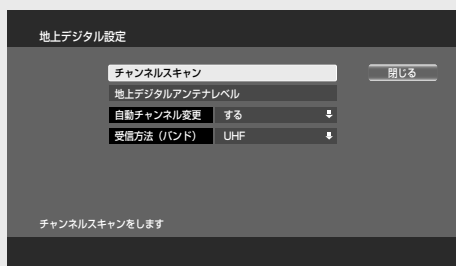 地上デジタル設定
チャンネルスキャン
閉じる
地上デジタルアンテナレベル
自動チャンネル変更 する
受信方法（バンド） UHF
チャンネルスキャンをします